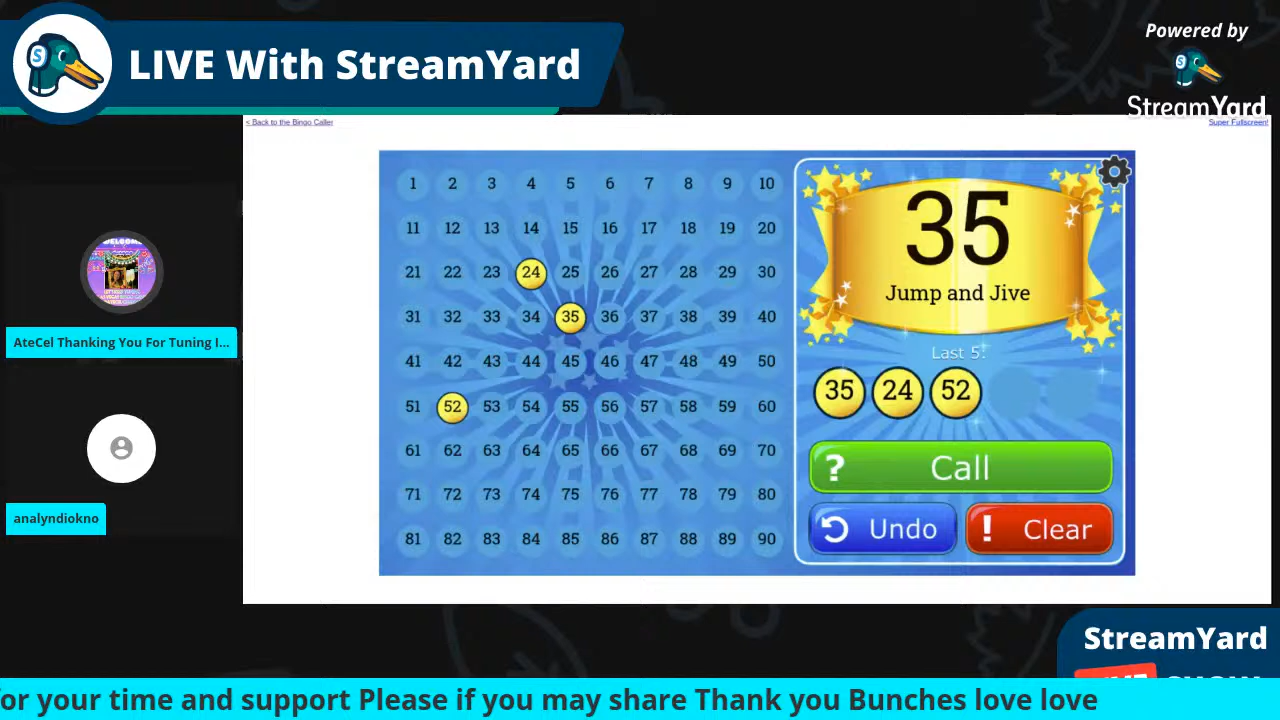 LIVE With StreamYard
Powered by
StreamYard
< Back to the Bingo Caller
Super Fullscreen!
1 2 3 4 5 6 7 8 9 10
11 12 13 14 15 16 17 18 19 20
21 22 23 24 25 26 27 28 29 30
31 32 33 34 35 36 37 38 39 40
41 42 43 44 45 46 47 48 49 50
51 52 53 54 55 56 57 58 59 60
61 62 63 64 65 66 67 68 69 70
71 72 73 74 75 76 77 78 79 80
81 82 83 84 85 86 87 88 89 90
35
Jump and Jive
Last 5:
35 24 52
? Call
Undo
! Clear
AteCel Thanking You For Tuning I...
analyndiokno
StreamYard
for your time and support Please if you may share Thank you Bunches love love